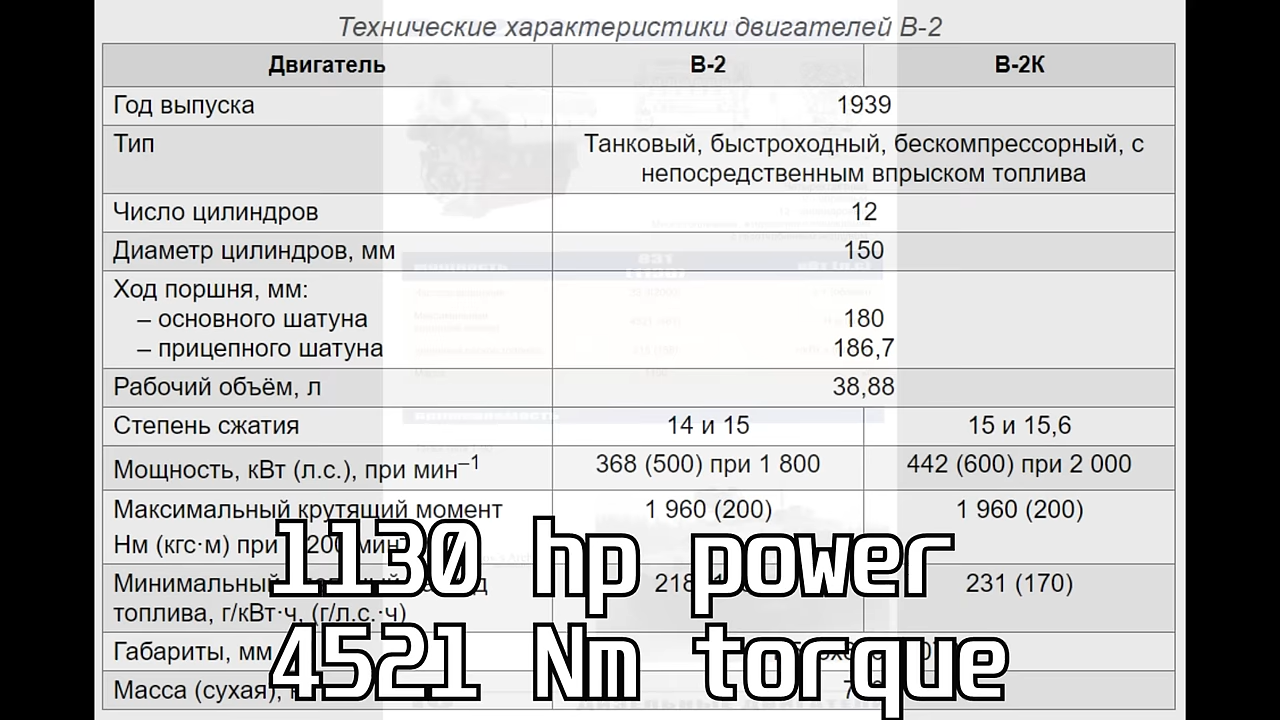 Технические характеристики двигателей В-2
Двигатель В-2 В-2К
Год выпуска 1939
Тип Танковый, быстроходный, бескомпрессорный, с
непосредственным впрыском топлива
Число цилиндров 12
Диаметр цилиндров, мм 150
Ход поршня, мм:
– основного шатуна 180
– прицепного шатуна 186,7
Рабочий объём, л 38,88
Степень сжатия 14 и 15 15 и 15,6
Мощность, кВт (л.с.), при мин–1 368 (500) при 1 800 442 (600) при 2 000
Максимальный крутящий момент 1 960 (200) 1 960 (200)
Нм (кгс·м) при
1130 hp power
Минимальный 231 (170)
топлива, г/кВт·ч, (г/л.с.·ч)
Габариты, мм
4521 Nm torque
Масса (сухая),